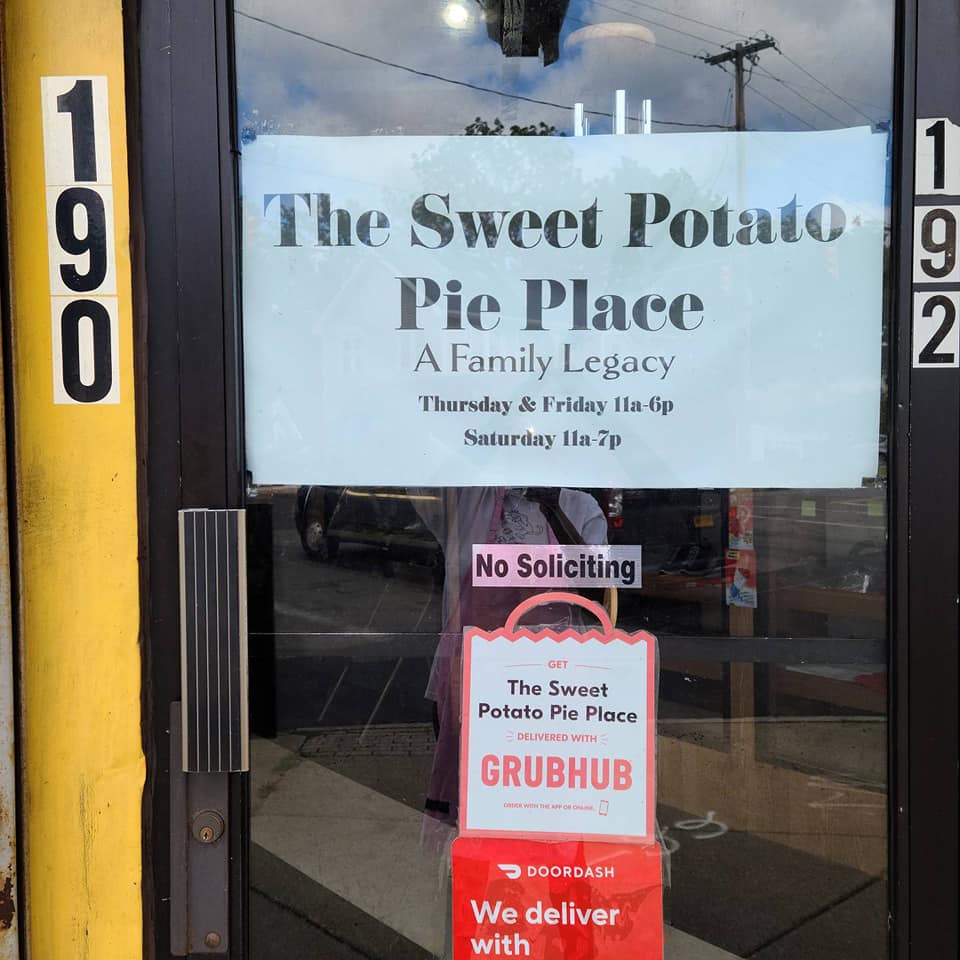 190
192
The Sweet Potato
Pie Place
A Family Legacy
Thursday & Friday 11a-6p
Saturday 11a-7p
No Soliciting
GET
The Sweet
Potato Pie Place
DELIVERED WITH
GRUBHUB
ORDER WITH THE APP OR ONLINE.
DOORDASH
We deliver
with